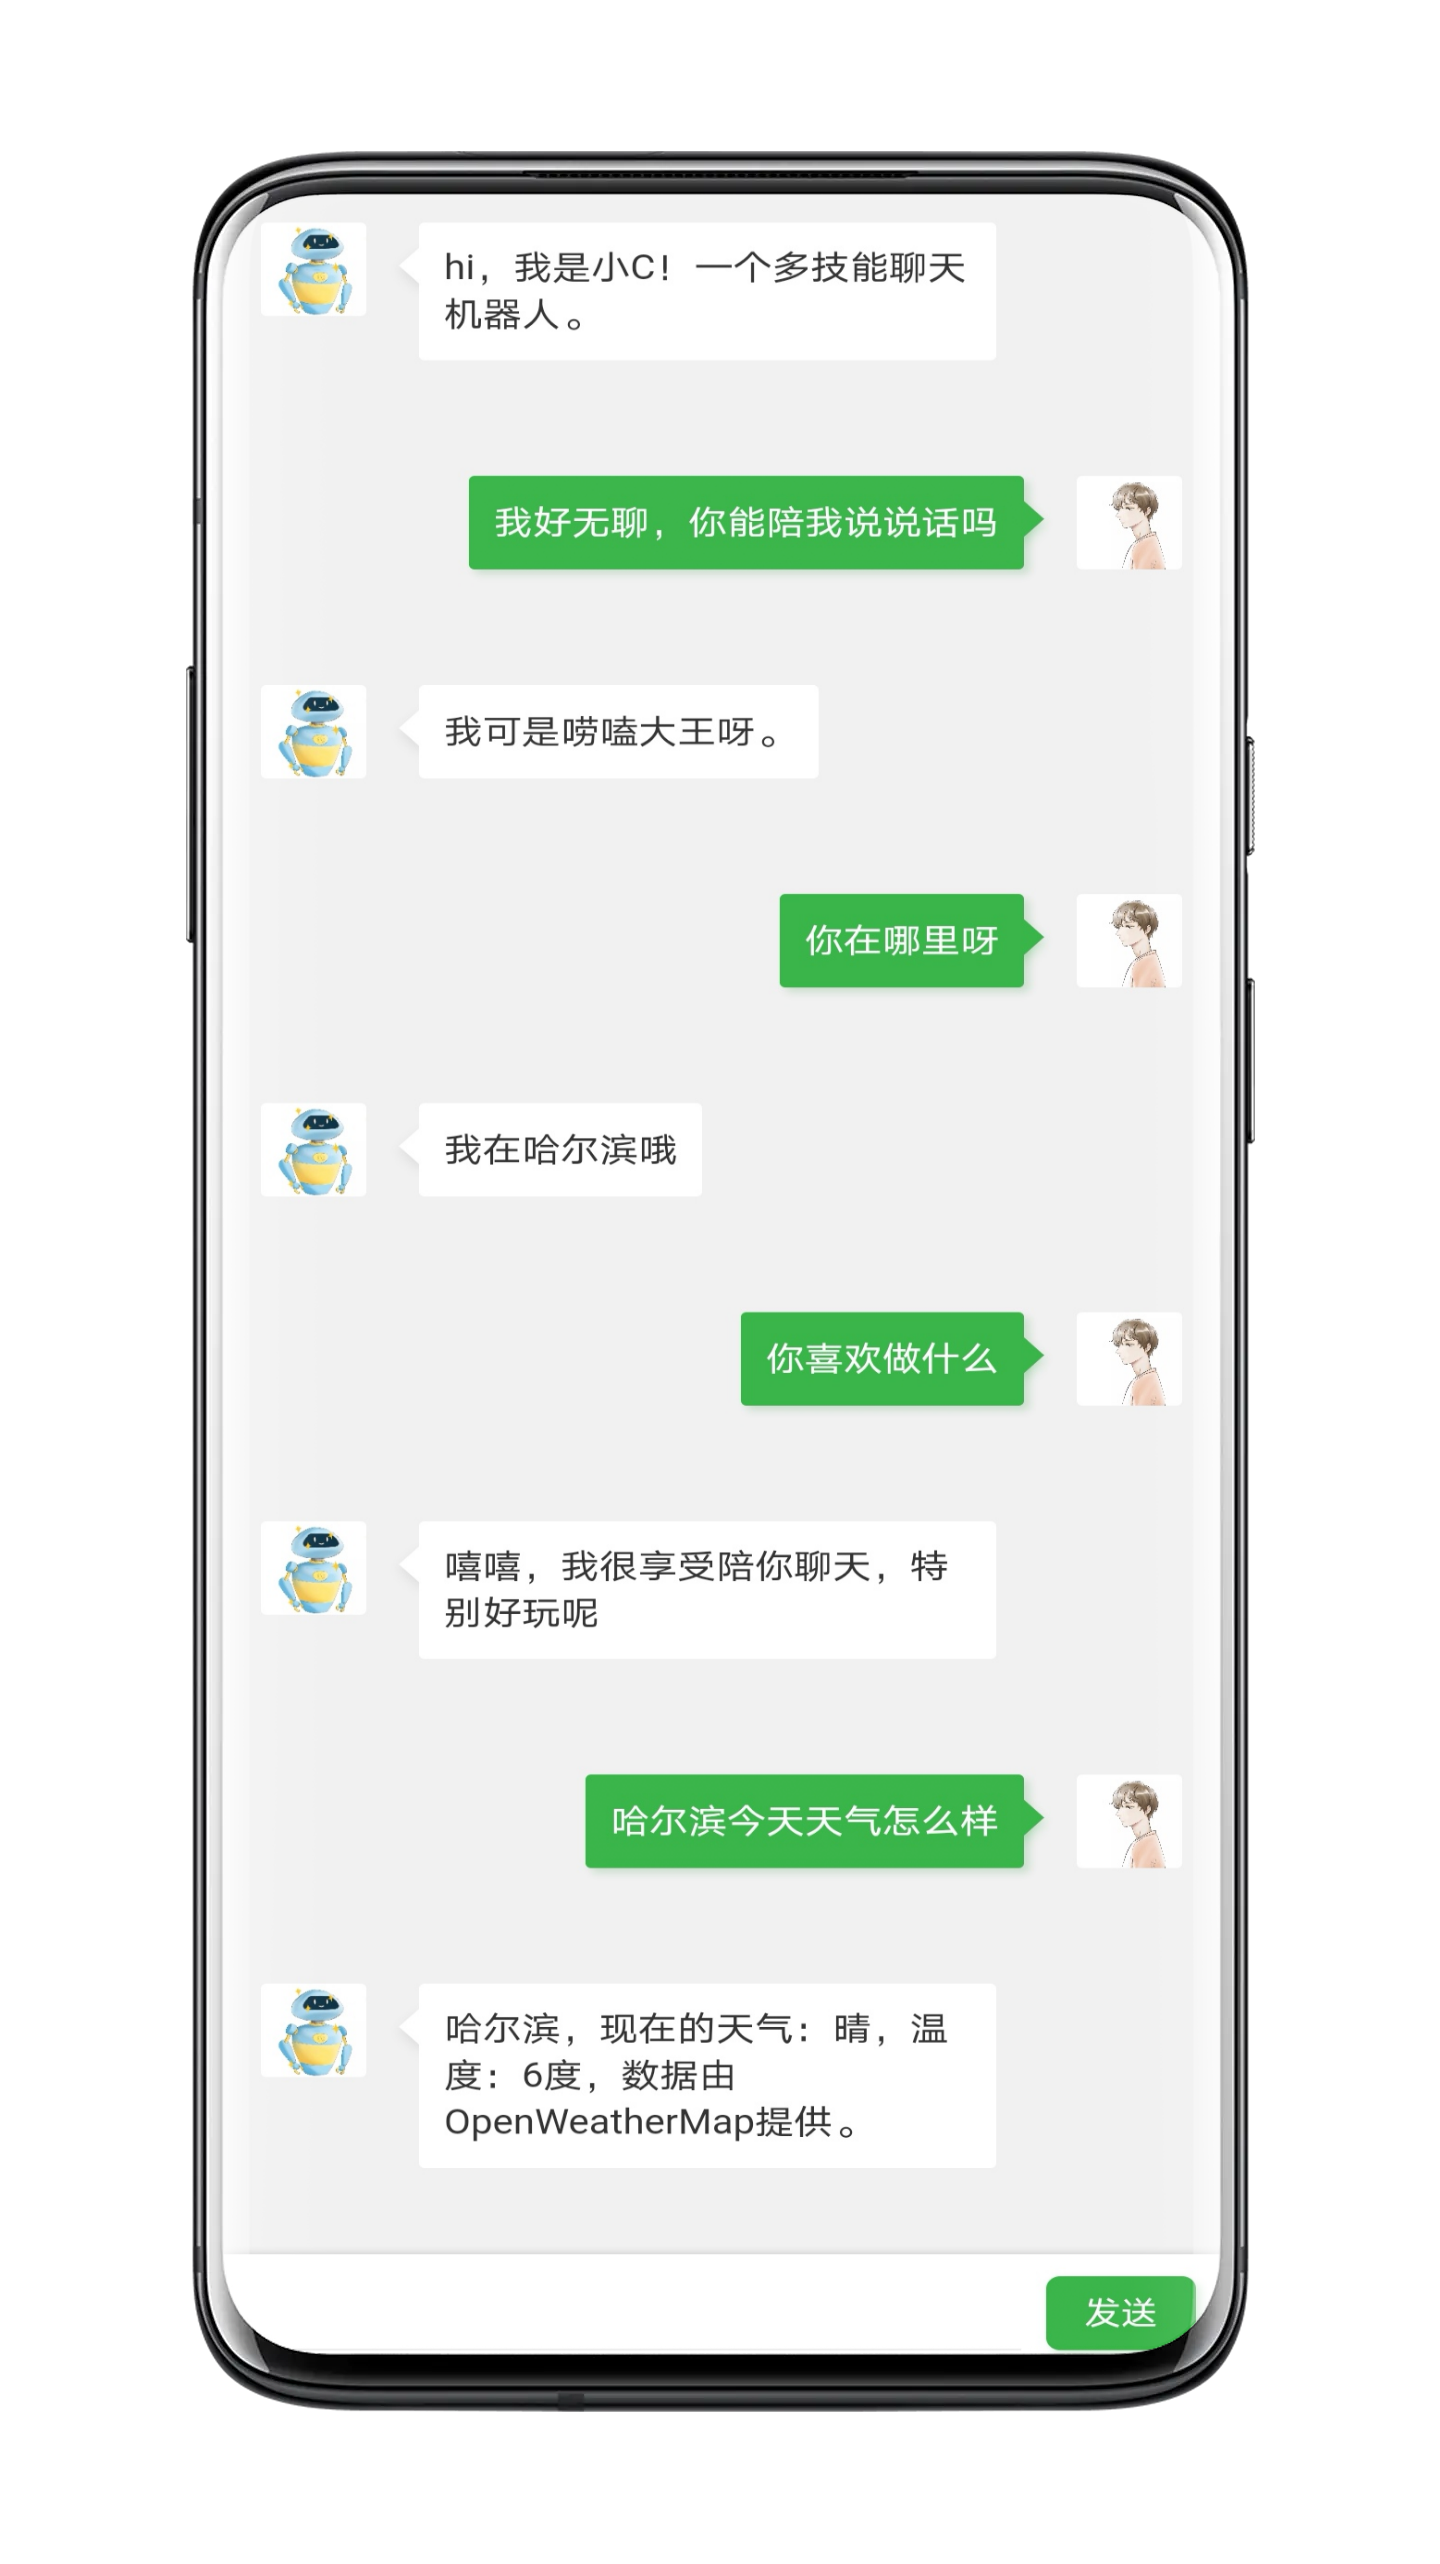 hi，我是小C！一个多技能聊天
机器人。
我好无聊，你能陪我说说话吗
我可是唠嗑大王呀。
你在哪里呀
我在哈尔滨哦
你喜欢做什么
嘻嘻，我很享受陪你聊天，特
别好玩呢
哈尔滨今天天气怎么样
哈尔滨，现在的天气：晴，温
度：6度，数据由
OpenWeatherMap提供。
发送